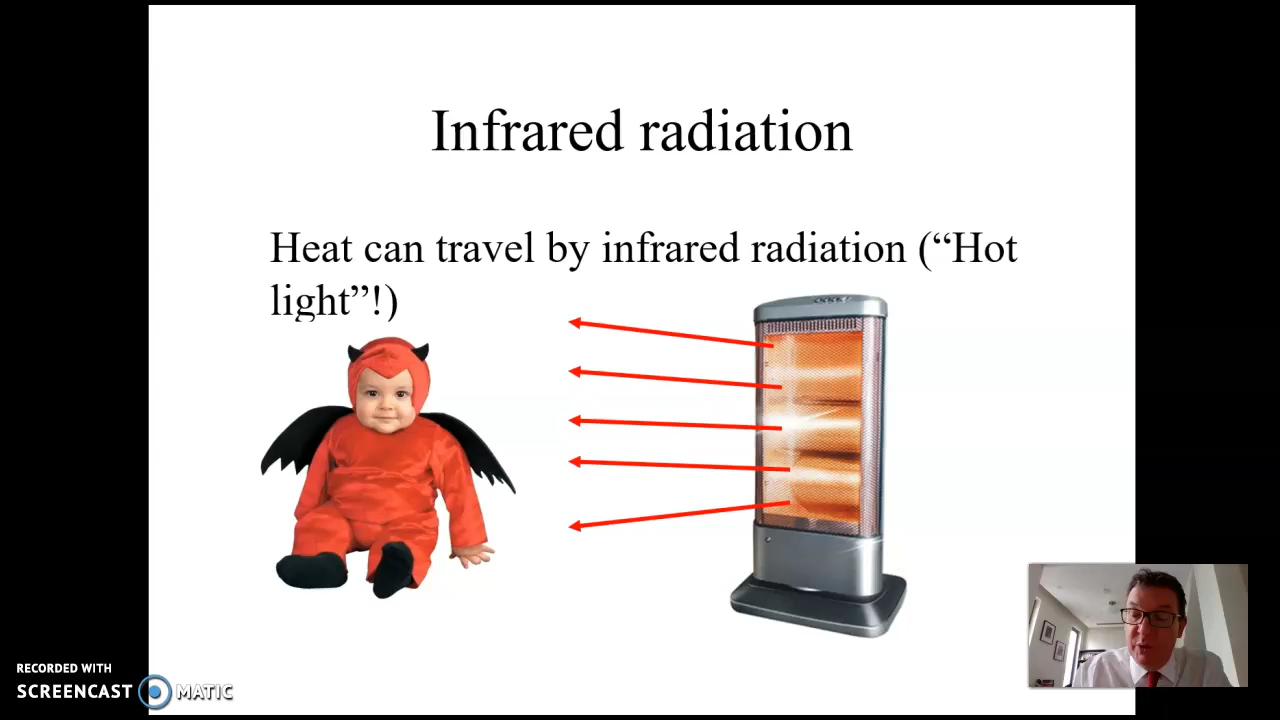 Infrared radiation
Heat can travel by infrared radiation (“Hot
light”!)
RECORDED WITH
SCREENCAST MATIC